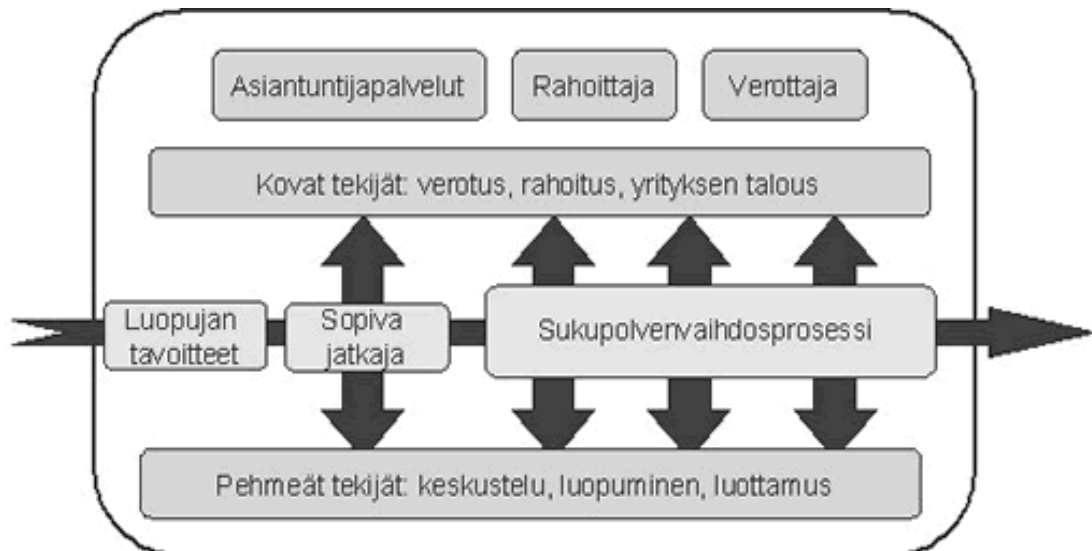 Asiantuntijapalvelut
Rahoittaja
Verottaja
Kovat tekijät: verotus, rahoitus, yrityksen talous
Luopujan
tavoitteet
Sopiva
jatkaja
Sukupolvenvaihdosprosessi
Pehmeät tekijät: keskustelu, luopuminen, luottamus